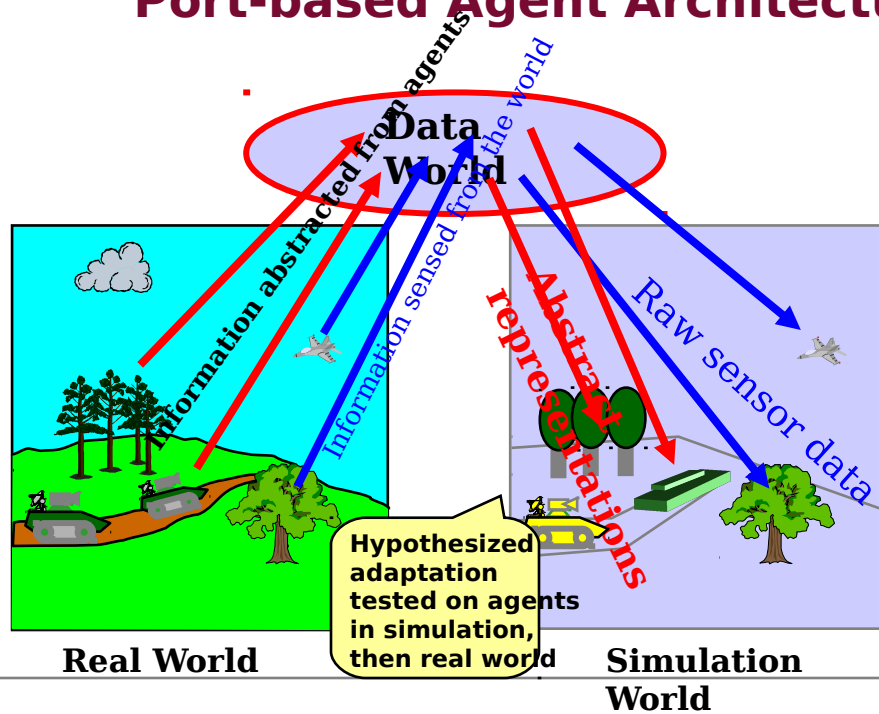 Port-based Agent
Data
World
Information abstracted from agents
Information sensed from the world
Abstract
representations
Raw sensor data
Hypothesized
adaptation
tested on agents
in simulation,
then real world
Real World
Simulation
World